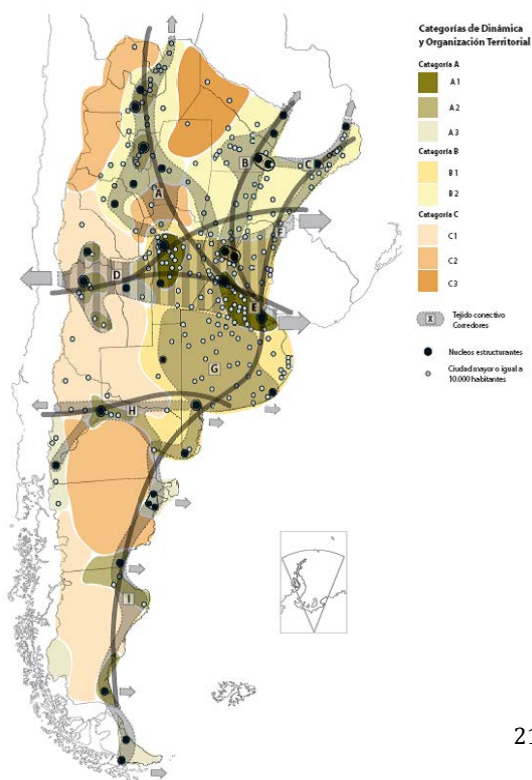 Categorías de Dinámica
y Organización Territorial
Categoría A
A 1
A 2
A 3
Categoría B
B 1
B 2
Categoría C
C1
C2
C3
X
Tejido conectivo
Corredores
Nucleos estructurantes
Ciudad mayor o igual a
10.000 habitantes
A
B
C
F
D
E
G
H
I
21